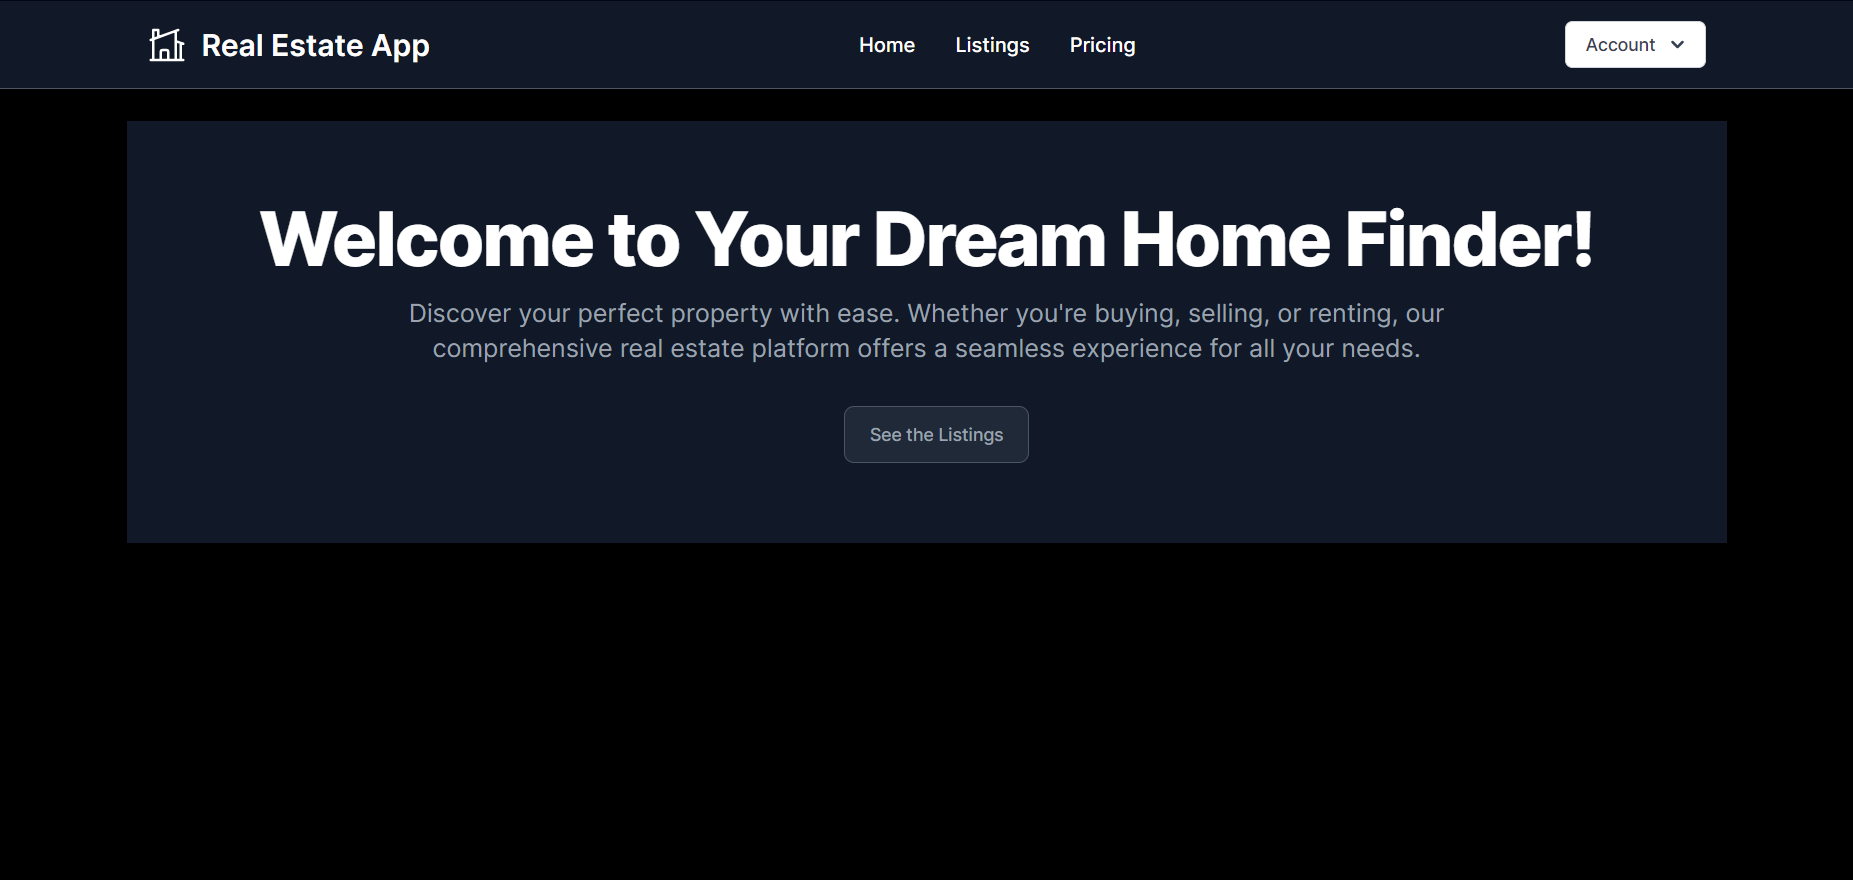 Real Estate App
Home Listings Pricing
Account
Welcome to Your Dream Home Finder!
Discover your perfect property with ease. Whether you're buying, selling, or renting, our
comprehensive real estate platform offers a seamless experience for all your needs.
See the Listings